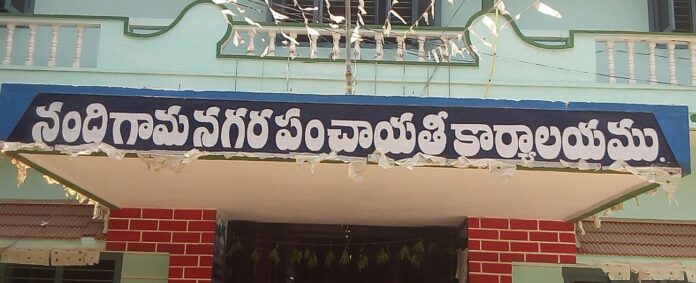 నందిగామ నగర పంచాయతీ కార్యాలయము.